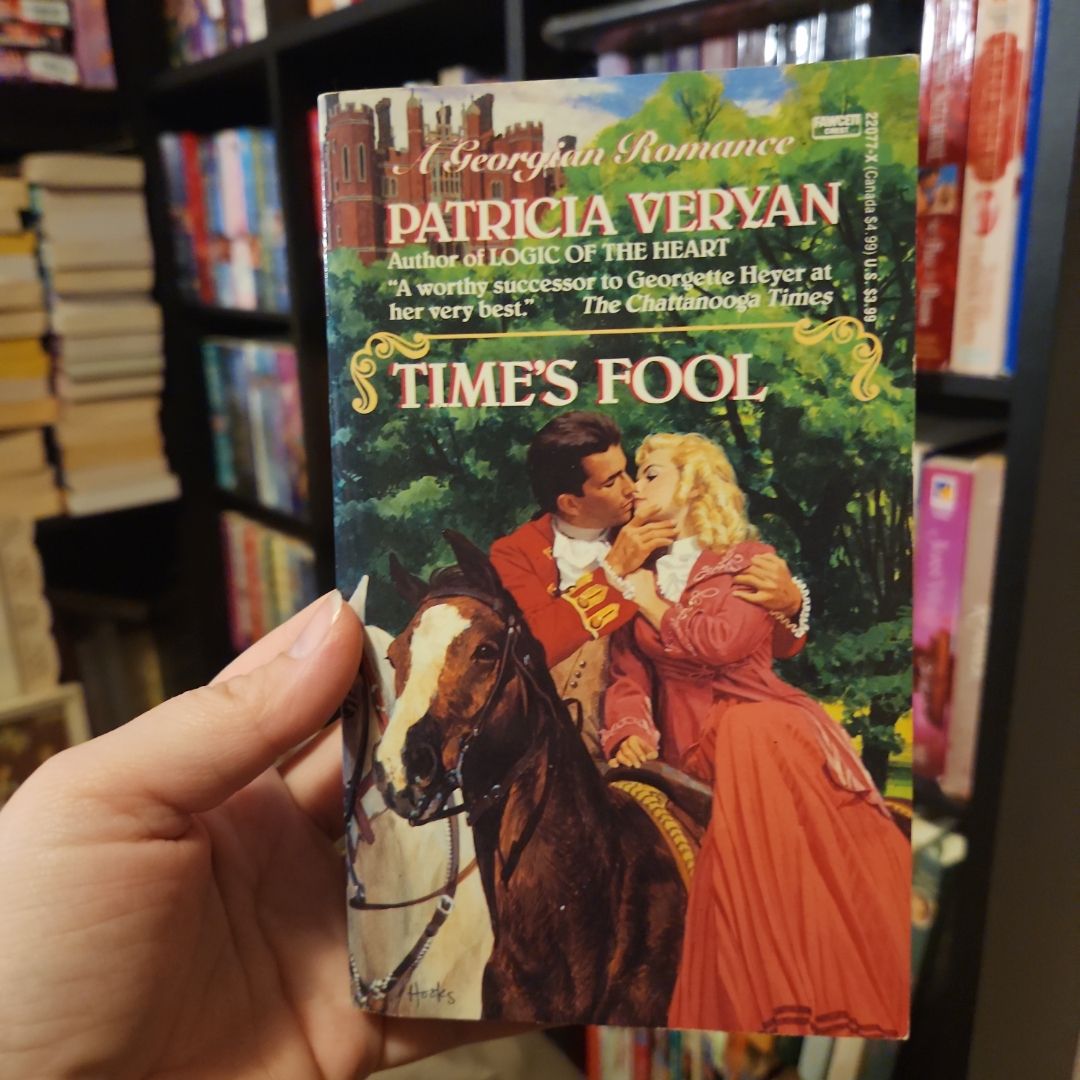 A Georgian Romance
FAWCETT
CREST
PATRICIA VERYAN
Author of LOGIC OF THE HEART
"A worthy successor to Georgette Heyer at
her very best." The Chattanooga Times
TIME'S FOOL
22077-X (Canada $4.99) U.S. $3.99
Hooks